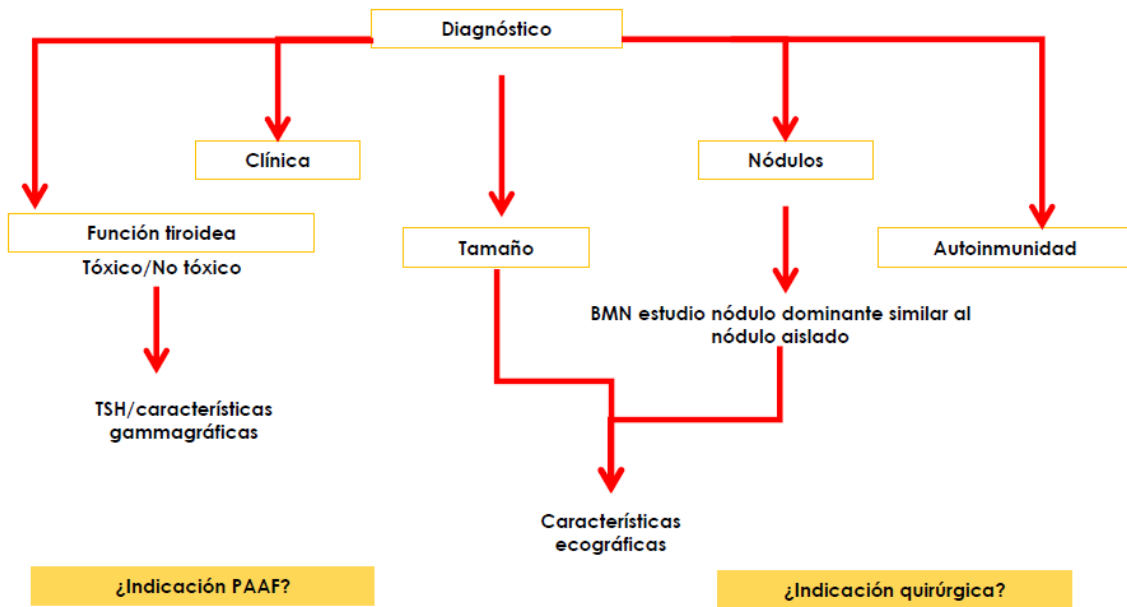 Diagnóstico
Clínica
Nódulos
Función tiroidea
Tóxico/No tóxico
Tamaño
Autoinmunidad
BMN estudio nódulo dominante similar al
nódulo aislado
TSH/características
gammagráficas
Características
ecográficas
¿Indicación PAAF?
¿Indicación quirúrgica?